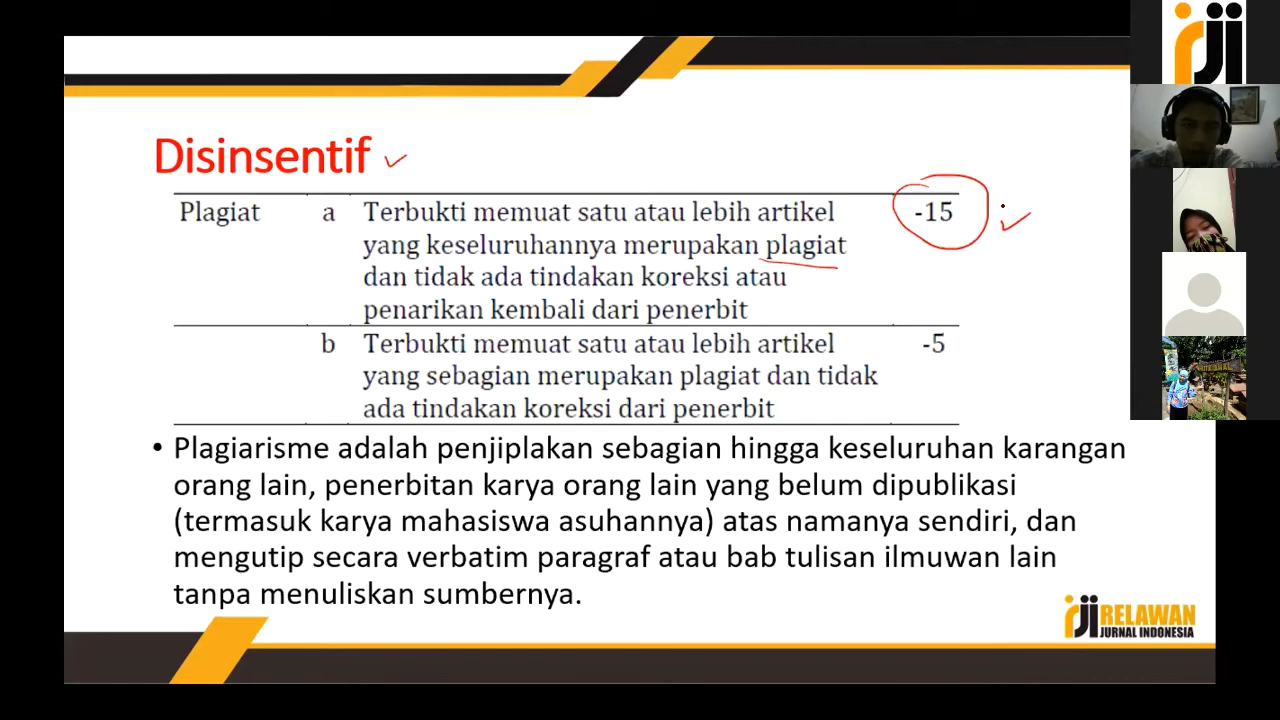 Disinsentif
Plagiat a Terbukti memuat satu atau lebih artikel -15
yang keseluruhannya merupakan plagiat
dan tidak ada tindakan koreksi atau
penarikan kembali dari penerbit
b Terbukti memuat satu atau lebih artikel -5
yang sebagian merupakan plagiat dan tidak
ada tindakan koreksi dari penerbit
• Plagiarisme adalah penjiplakan sebagian hingga keseluruhan karangan
orang lain, penerbitan karya orang lain yang belum dipublikasi
(termasuk karya mahasiswa asuhannya) atas namanya sendiri, dan
mengutip secara verbatim paragraf atau bab tulisan ilmuwan lain
tanpa menuliskan sumbernya.
rji RELAWAN
JURNAL INDONESIA
rji